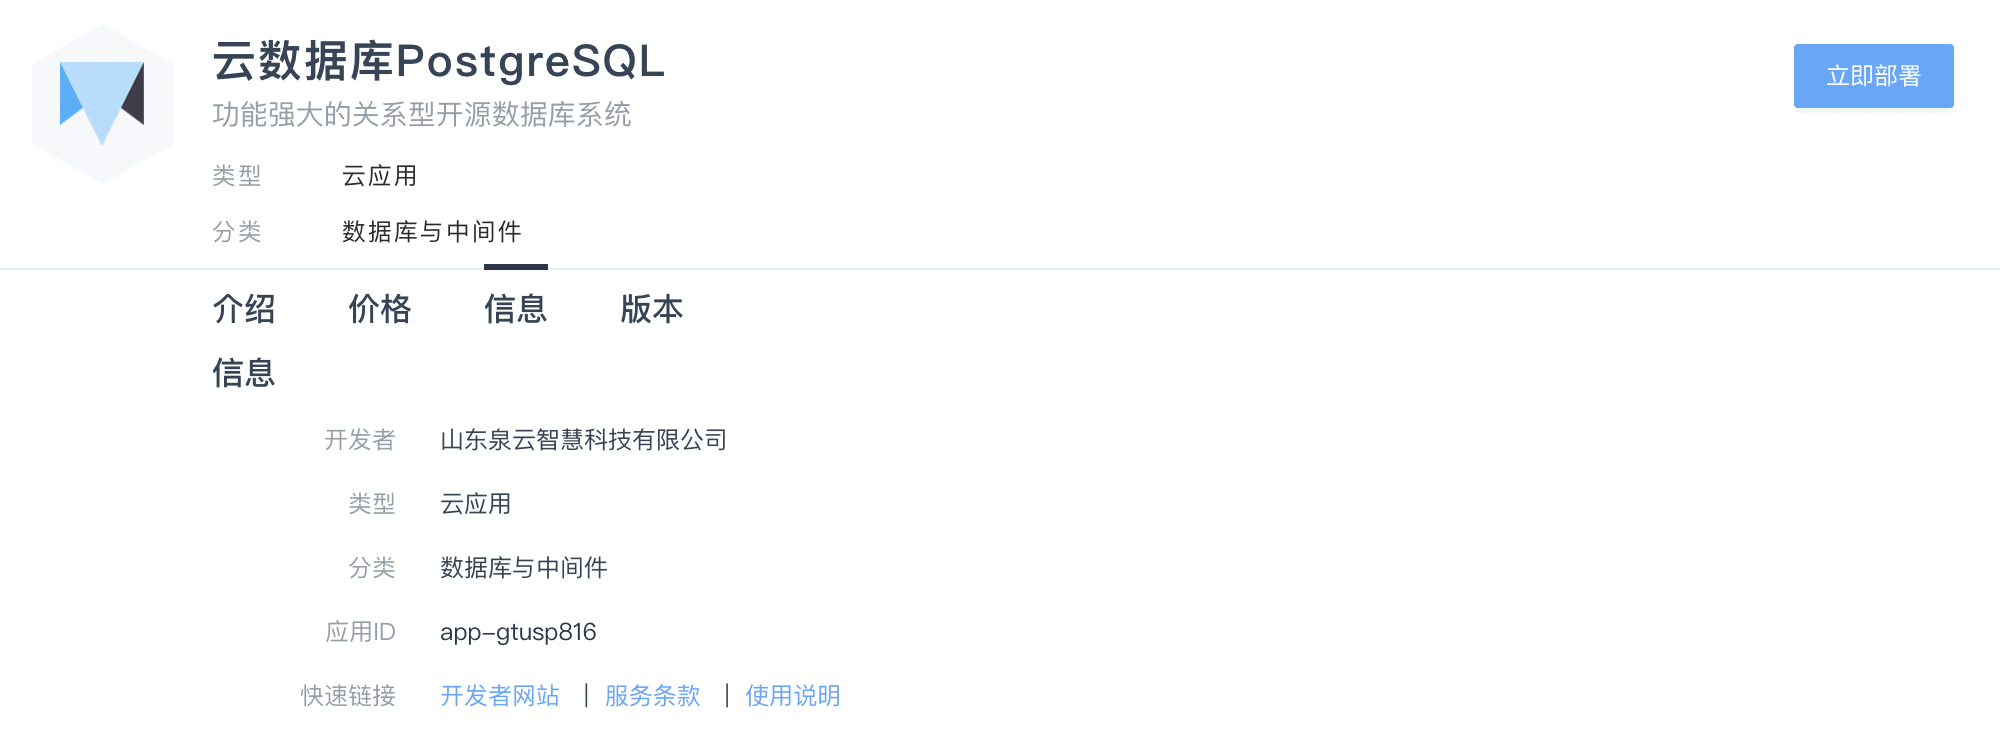 云数据库PostgreSQL
立即部署
功能强大的关系型开源数据库系统
类型 云应用
分类 数据库与中间件
介绍 价格 信息 版本
信息
开发者 山东泉云智慧科技有限公司
类型 云应用
分类 数据库与中间件
应用ID app-gtusp816
快速链接 开发者网站 | 服务条款 | 使用说明